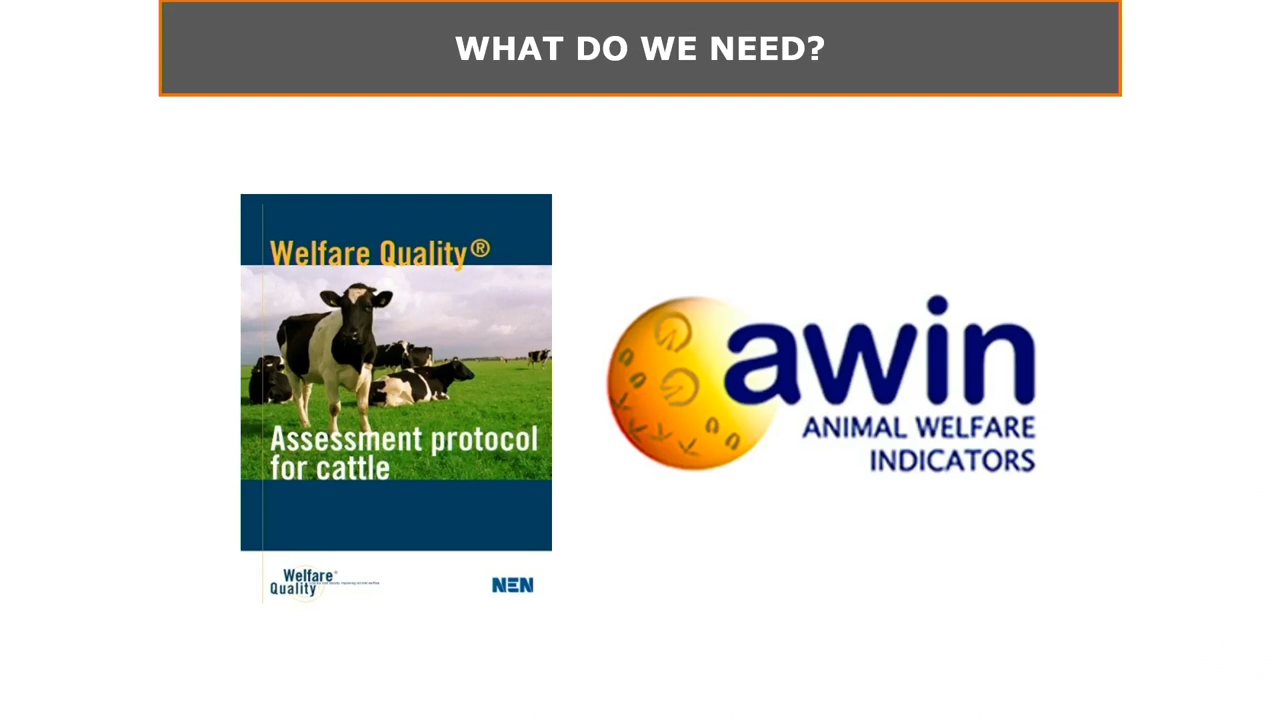 WHAT DO WE NEED?
Welfare Quality®
Assessment protocol
for cattle
Welfare®
Quality
NEN
awin
ANIMAL WELFARE
INDICATORS